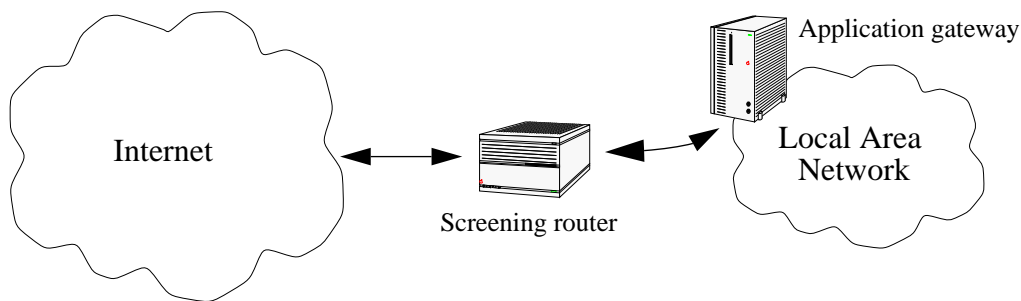 Application gateway
Internet
Local Area
Network
Screening router